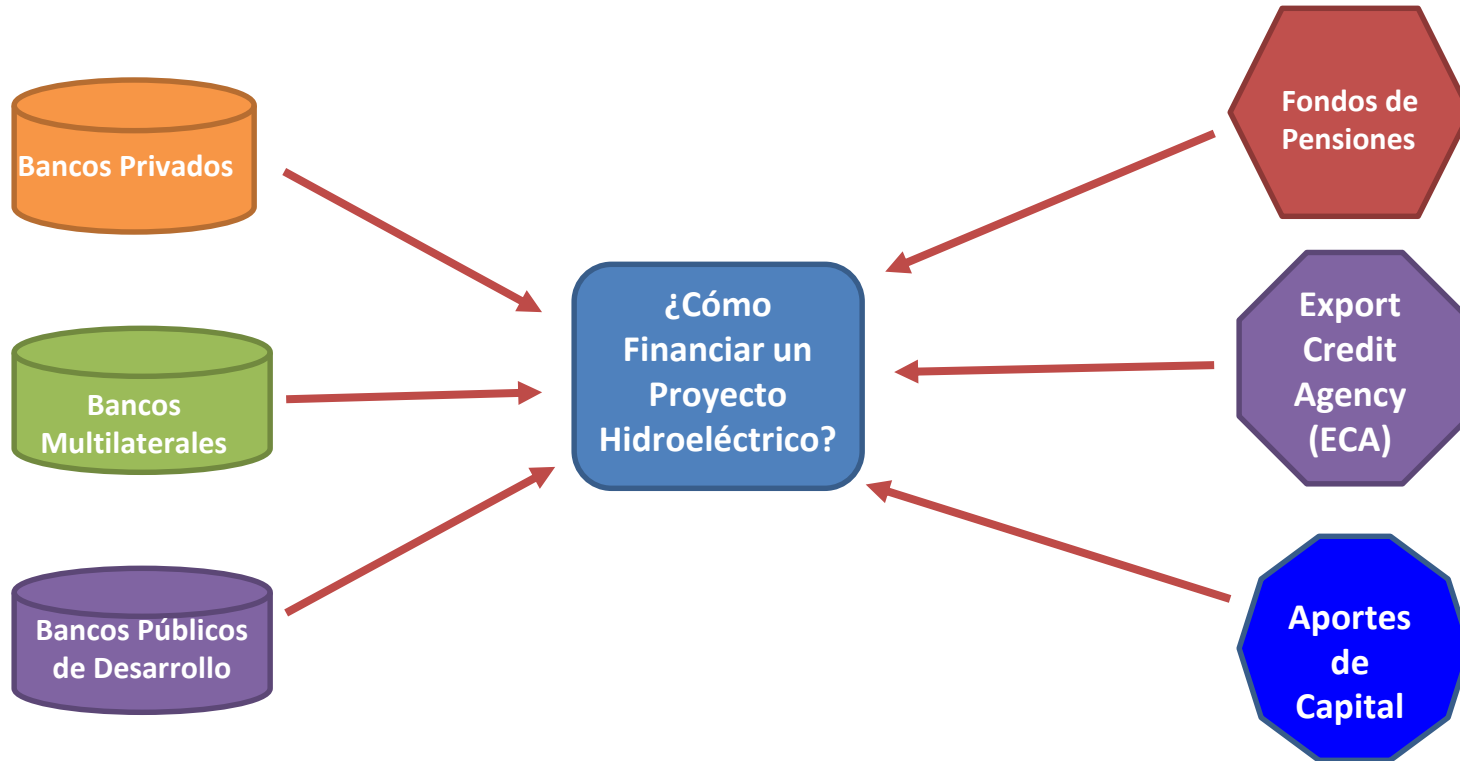 Bancos Privados
Bancos
Multilaterales
Bancos Públicos
de Desarrollo
¿Cómo
Financiar un
Proyecto
Hidroeléctrico?
Fondos de
Pensiones
Export
Credit
Agency
(ECA)
Aportes
de
Capital